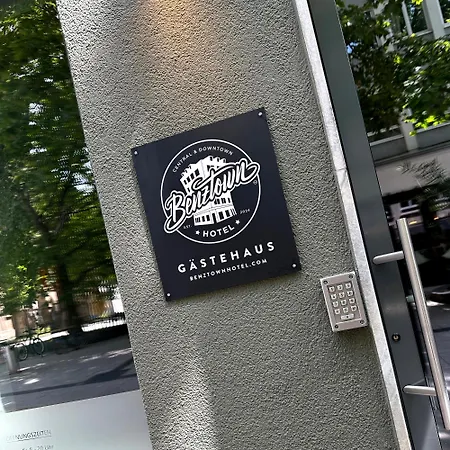 CENTRAL & DOWNTOWN
Benztown
EST. 2014
HOTEL
GÄSTEHAUS
BENZTOWNHOTEL.COM